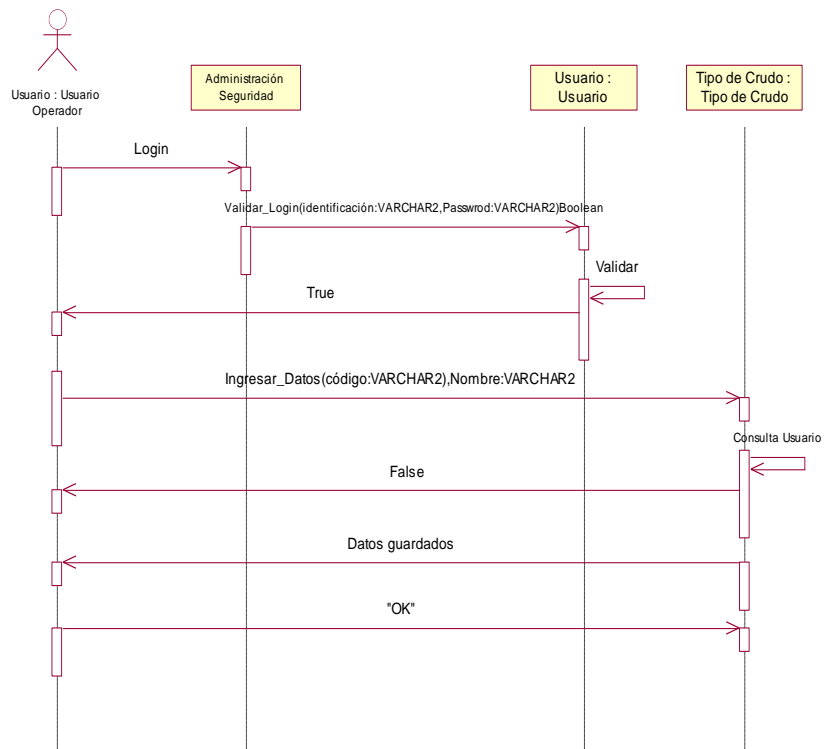 Usuario : Usuario
Operador
Administración
Seguridad
Usuario :
Usuario
Tipo de Crudo :
Tipo de Crudo
Login
Validar_Login(identificación:VARCHAR2,Passwrod:VARCHAR2)Boolean
Validar
True
Ingresar_Datos(código:VARCHAR2),Nombre:VARCHAR2
Consulta Usuario
False
Datos guardados
"OK"